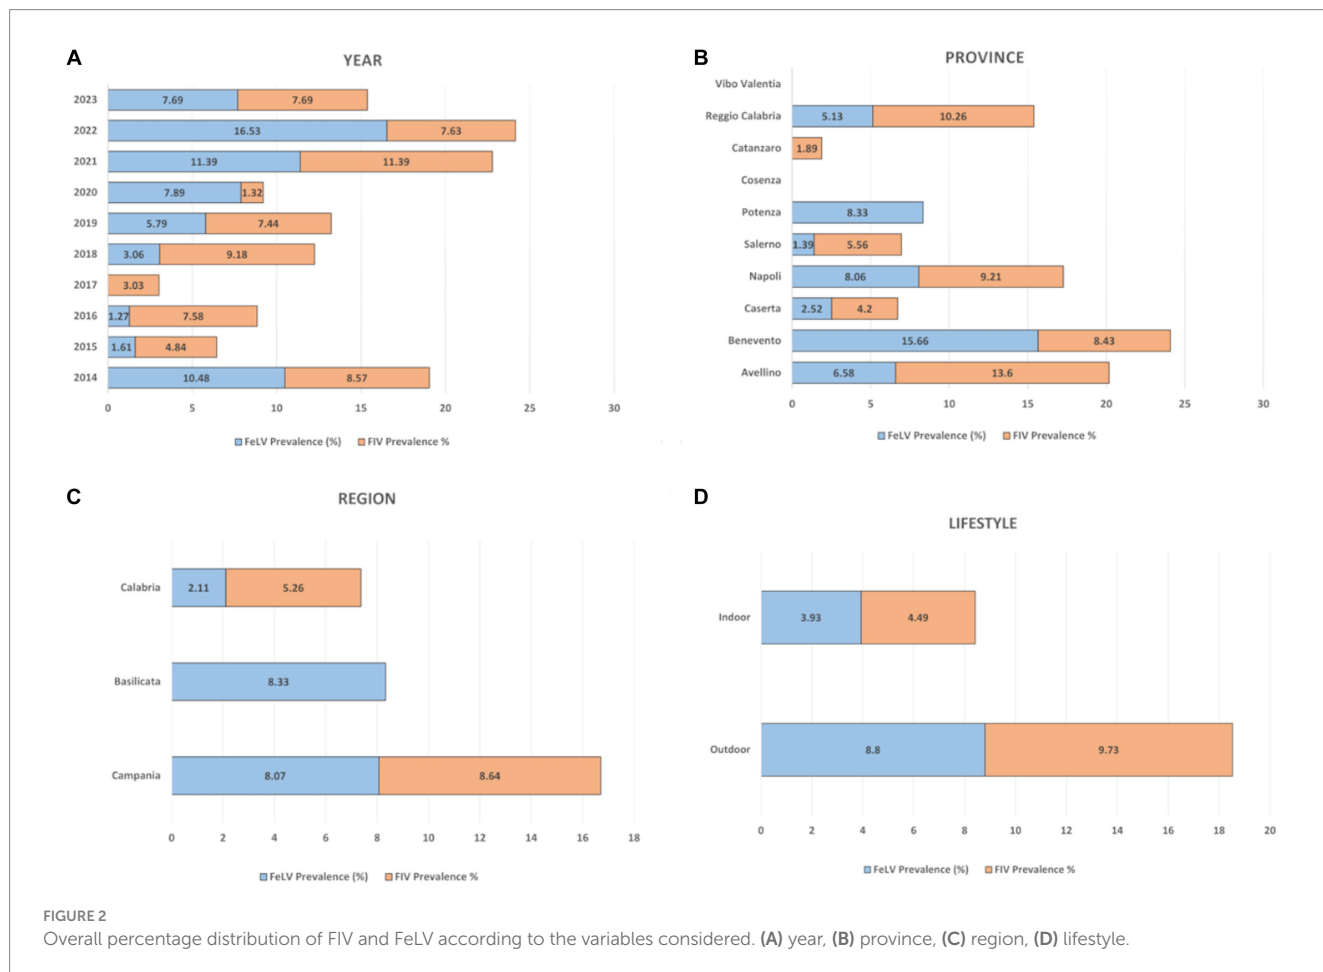 A
YEAR
2023 7.69 7.69
2022 16.53 7.63
2021 11.39 11.39
2020 7.89 1.32
2019 5.79 7.44
2018 3.06 9.18
2017 3.03
2016 1.27 7.58
2015 1.61 4.84
2014 10.48 8.57
0 5 10 15 20 25 30
FeLV Prevalence (%) FIV Prevalence %
B
PROVINCE
Vibo Valentia
Reggio Calabria 5.13 10.26
Catanzaro 1.89
Cosenza
Potenza 8.33
Salerno 1.39 5.56
Napoli 8.06 9.21
Caserta 2.52 4.2
Benevento 15.66 8.43
Avellino 6.58 13.6
0 5 10 15 20 25 30
FeLV Prevalence (%) FIV Prevalence %
C
REGION
Calabria 2.11 5.26
Basilicata 8.33
Campania 8.07 8.64
0 2 4 6 8 10 12 14 16 18
FeLV Prevalence (%) FIV Prevalence %
D
LIFESTYLE
Indoor 3.93 4.49
Outdoor 8.8 9.73
0 2 4 6 8 10 12 14 16 18 20
FeLV Prevalence (%) FIV Prevalence %
FIGURE 2
Overall percentage distribution of FIV and FeLV according to the variables considered. (A) year, (B) province, (C) region, (D) lifestyle.